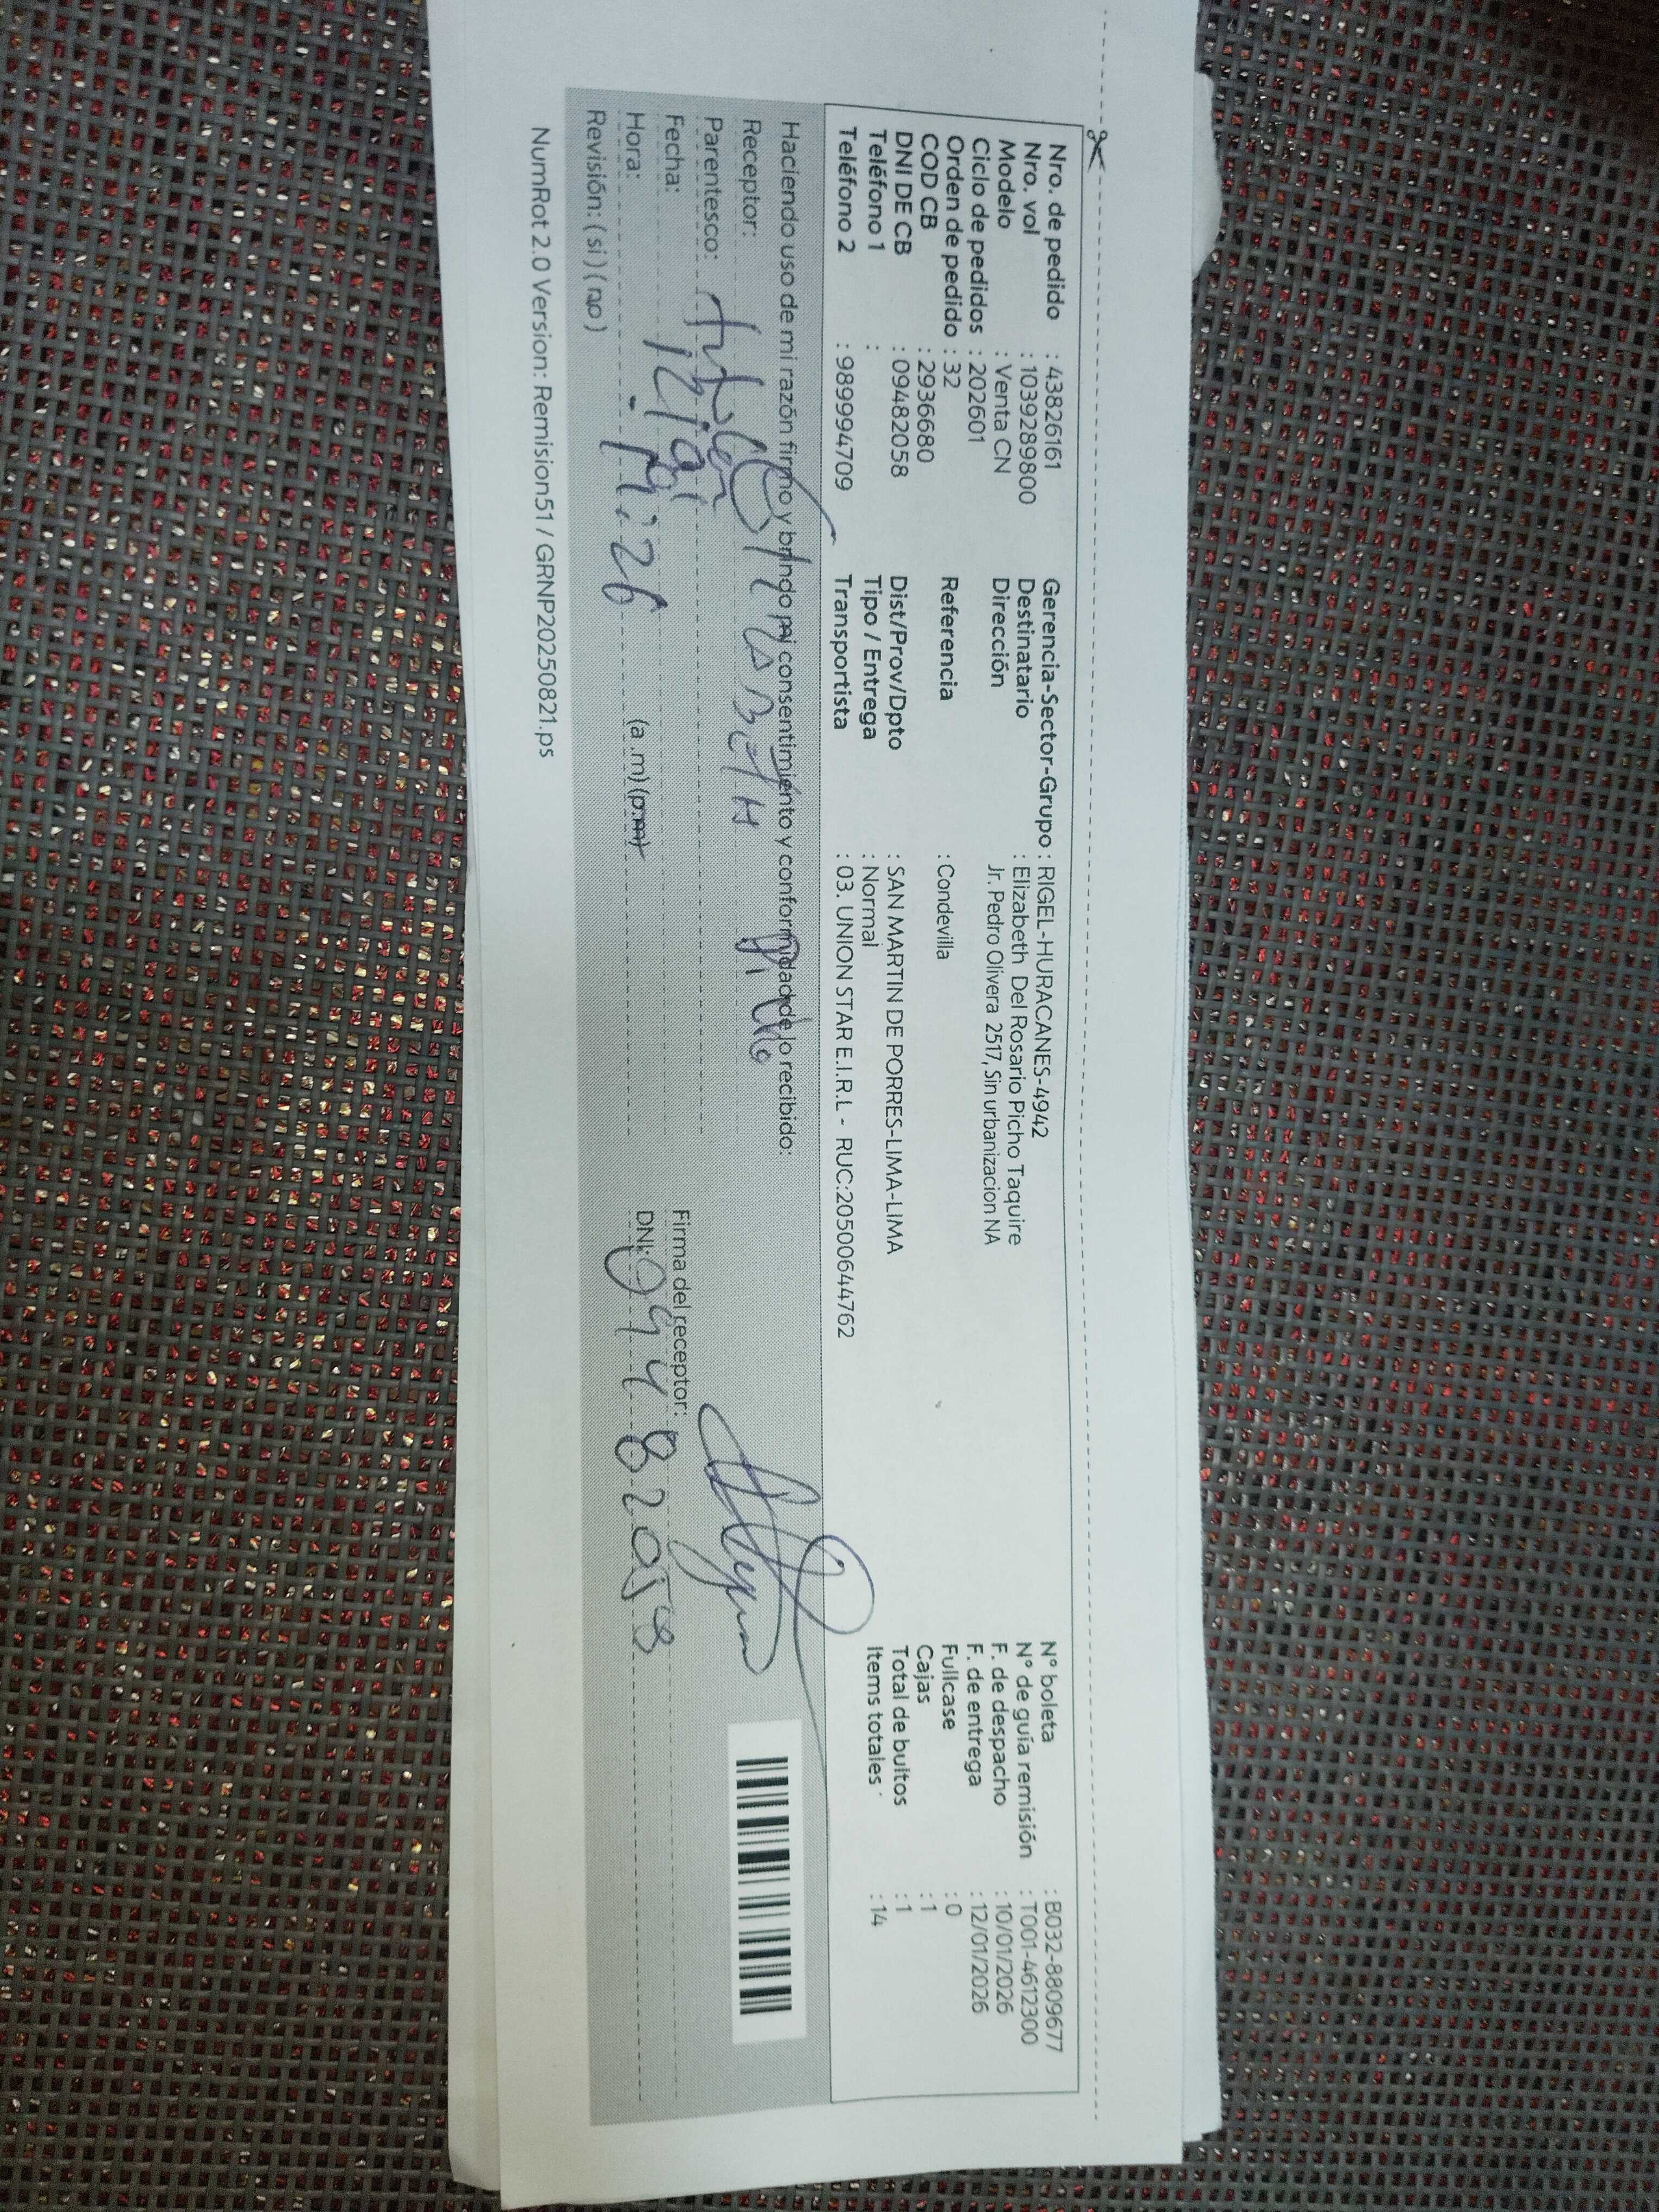 Nro. de pedido : 43826161
Nro. vol : 1039289800
Modelo : Venta CN
Ciclo de pedidos : 202601
Orden de pedido : 32
COD CB : 2936680
DNI DE CB : 09482058
Teléfono 1 :
Teléfono 2 : 989994709
Gerencia-Sector-Grupo : RIGEL-HURACANES-4942
Destinatario : Elizabeth Del Rosario Picho Taquire
Dirección Jr. Pedro Olivera 2517, Sin urbanizacion NA
Referencia : Condevilla
Dist/Prov/Dpto : SAN MARTIN DE PORRES-LIMA-LIMA
Tipo / Entrega : Normal
Transportista : 03. UNION STAR E.I.R.L - RUC:20500644762
N° boleta : B032-8809677
N° de guía remisión : T001-4612300
F. de despacho : 10/01/2026
F. de entrega : 12/01/2026
Fullcase : 0
Cajas : 1
Total de bultos : 1
Items totales : 14
Haciendo uso de mi razón firmo y brindo mi consentimiento y conformidad de lo recibido:
Receptor:
Parentesco:
Fecha:
Hora: (a.m) (p.m)
Revisión: ( si ) ( no )
Firma del receptor:
DNI: 09482058
NumRot 2.0 Version: Remision51 / GRNP20250821.ps